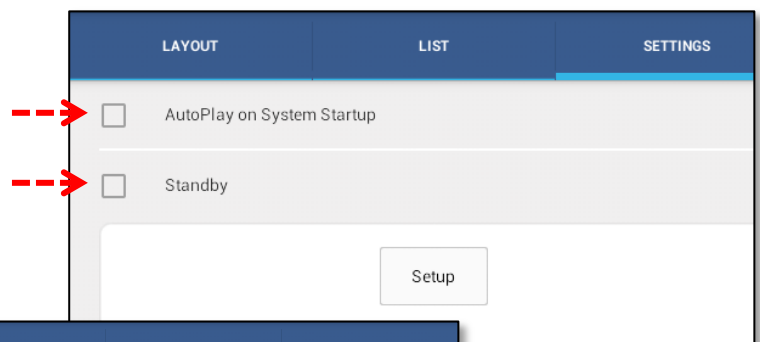 LAYOUT LIST SETTINGS
AutoPlay on System Startup
Standby
Setup